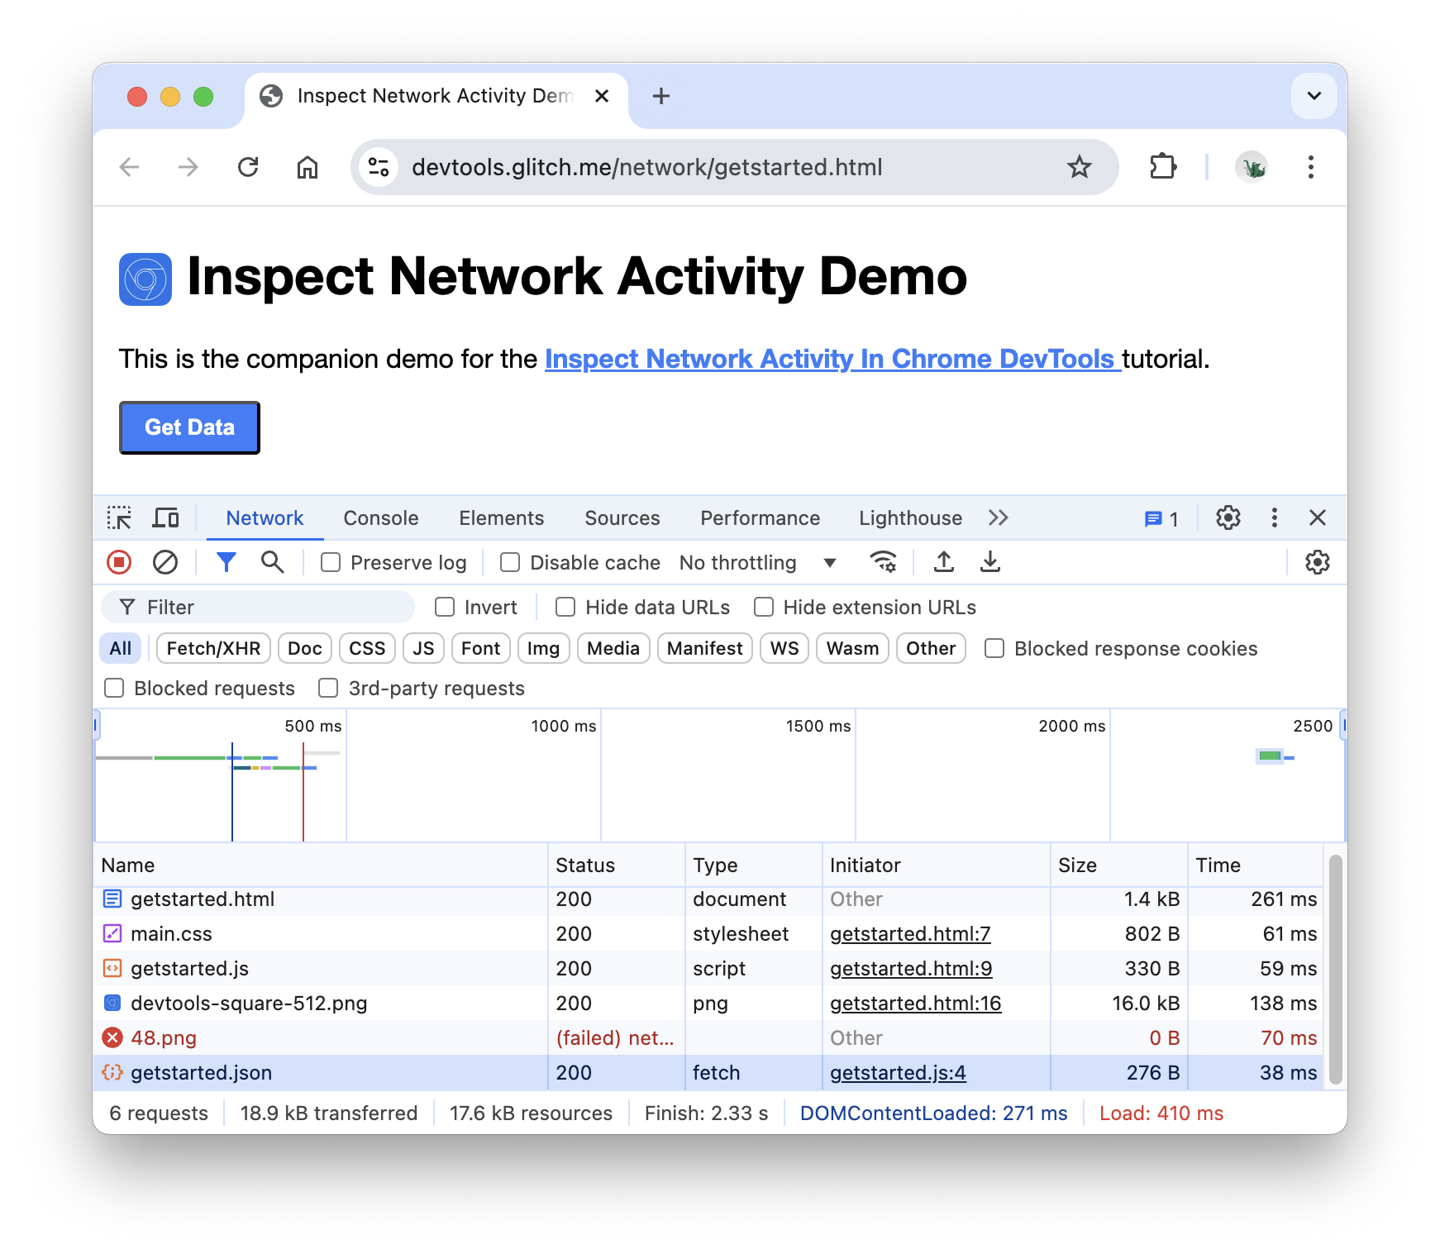 Inspect Network Activity Dem
devtools.glitch.me/network/getstarted.html
Inspect Network Activity Demo
This is the companion demo for the Inspect Network Activity In Chrome DevTools tutorial.
Get Data
Network Console Elements Sources Performance Lighthouse 1
Preserve log Disable cache No throttling
Filter Invert Hide data URLs Hide extension URLs
All Fetch/XHR Doc CSS JS Font Img Media Manifest WS Wasm Other Blocked response cookies
Blocked requests 3rd-party requests
500 ms 1000 ms 1500 ms 2000 ms 2500
Name Status Type Initiator Size Time
getstarted.html 200 document Other 1.4 kB 261 ms
main.css 200 stylesheet getstarted.html:7 802 B 61 ms
getstarted.js 200 script getstarted.html:9 330 B 59 ms
devtools-square-512.png 200 png getstarted.html:16 16.0 kB 138 ms
48.png (failed) net... Other 0 B 70 ms
getstarted.json 200 fetch getstarted.js:4 276 B 38 ms
6 requests 18.9 kB transferred 17.6 kB resources Finish: 2.33 s DOMContentLoaded: 271 ms Load: 410 ms